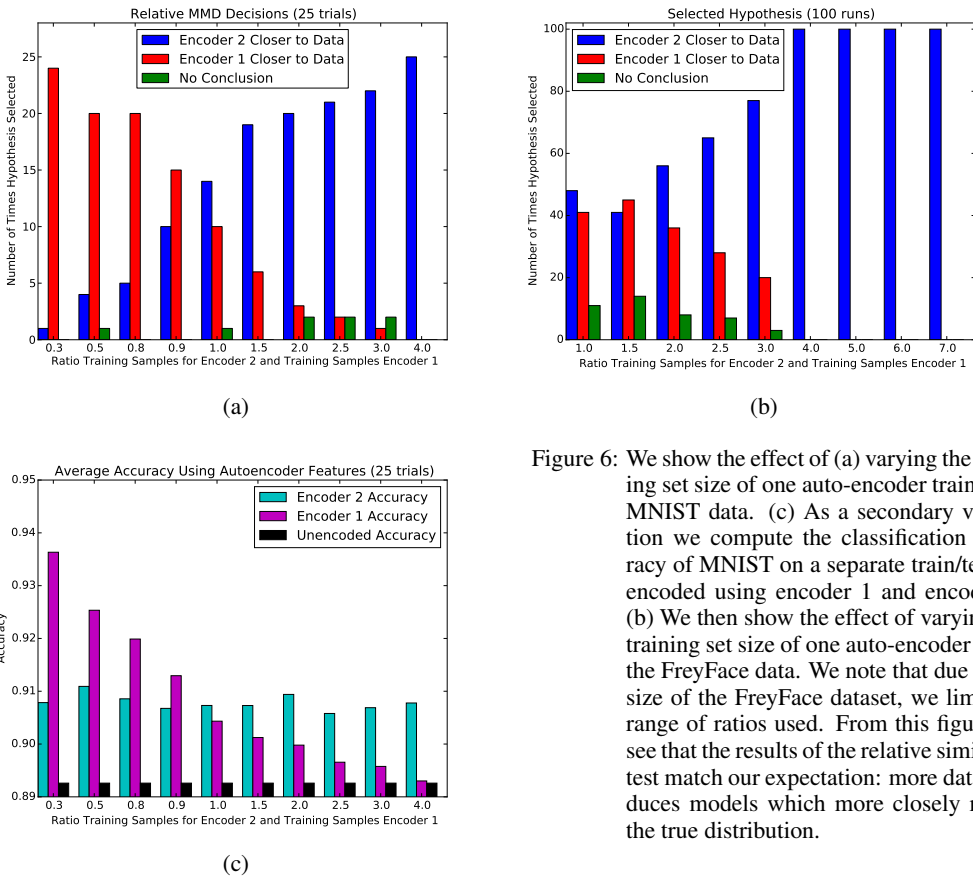 Relative MMD Decisions (25 trials)
Encoder 2 Closer to Data
Encoder 1 Closer to Data
No Conclusion
Number of Times Hypothesis Selected
25
20
15
10
5
0
0.3 0.5 0.8 0.9 1.0 1.5 2.0 2.5 3.0 4.0
Ratio Training Samples for Encoder 2 and Training Samples Encoder 1
(a)
Selected Hypothesis (100 runs)
Encoder 2 Closer to Data
Encoder 1 Closer to Data
No Conclusion
Number of Times Hypothesis Selected
100
80
60
40
20
0
1.0 1.5 2.0 2.5 3.0 4.0 5.0 6.0 7.0
Ratio Training Samples for Encoder 2 and Training Samples Encoder 1
(b)
Average Accuracy Using Autoencoder Features (25 trials)
Encoder 2 Accuracy
Encoder 1 Accuracy
Unencoded Accuracy
Accuracy
0.95
0.94
0.93
0.92
0.91
0.90
0.89
0.3 0.5 0.8 0.9 1.0 1.5 2.0 2.5 3.0 4.0
Ratio Training Samples for Encoder 2 and Training Samples Encoder 1
(c)
Figure 6: We show the effect of (a) varying the
ing set size of one auto-encoder train
MNIST data. (c) As a secondary v
tion we compute the classification
racy of MNIST on a separate train/te
encoded using encoder 1 and enco
(b) We then show the effect of varyin
training set size of one auto-encoder
the FreyFace data. We note that due
size of the FreyFace dataset, we lim
range of ratios used. From this figu
see that the results of the relative simi
test match our expectation: more dat
duces models which more closely
the true distribution.